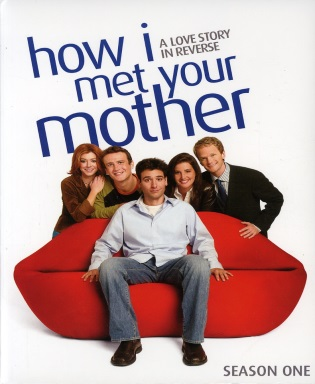 how i
A LOVE STORY
IN REVERSE
met your
mother
SEASON ONE